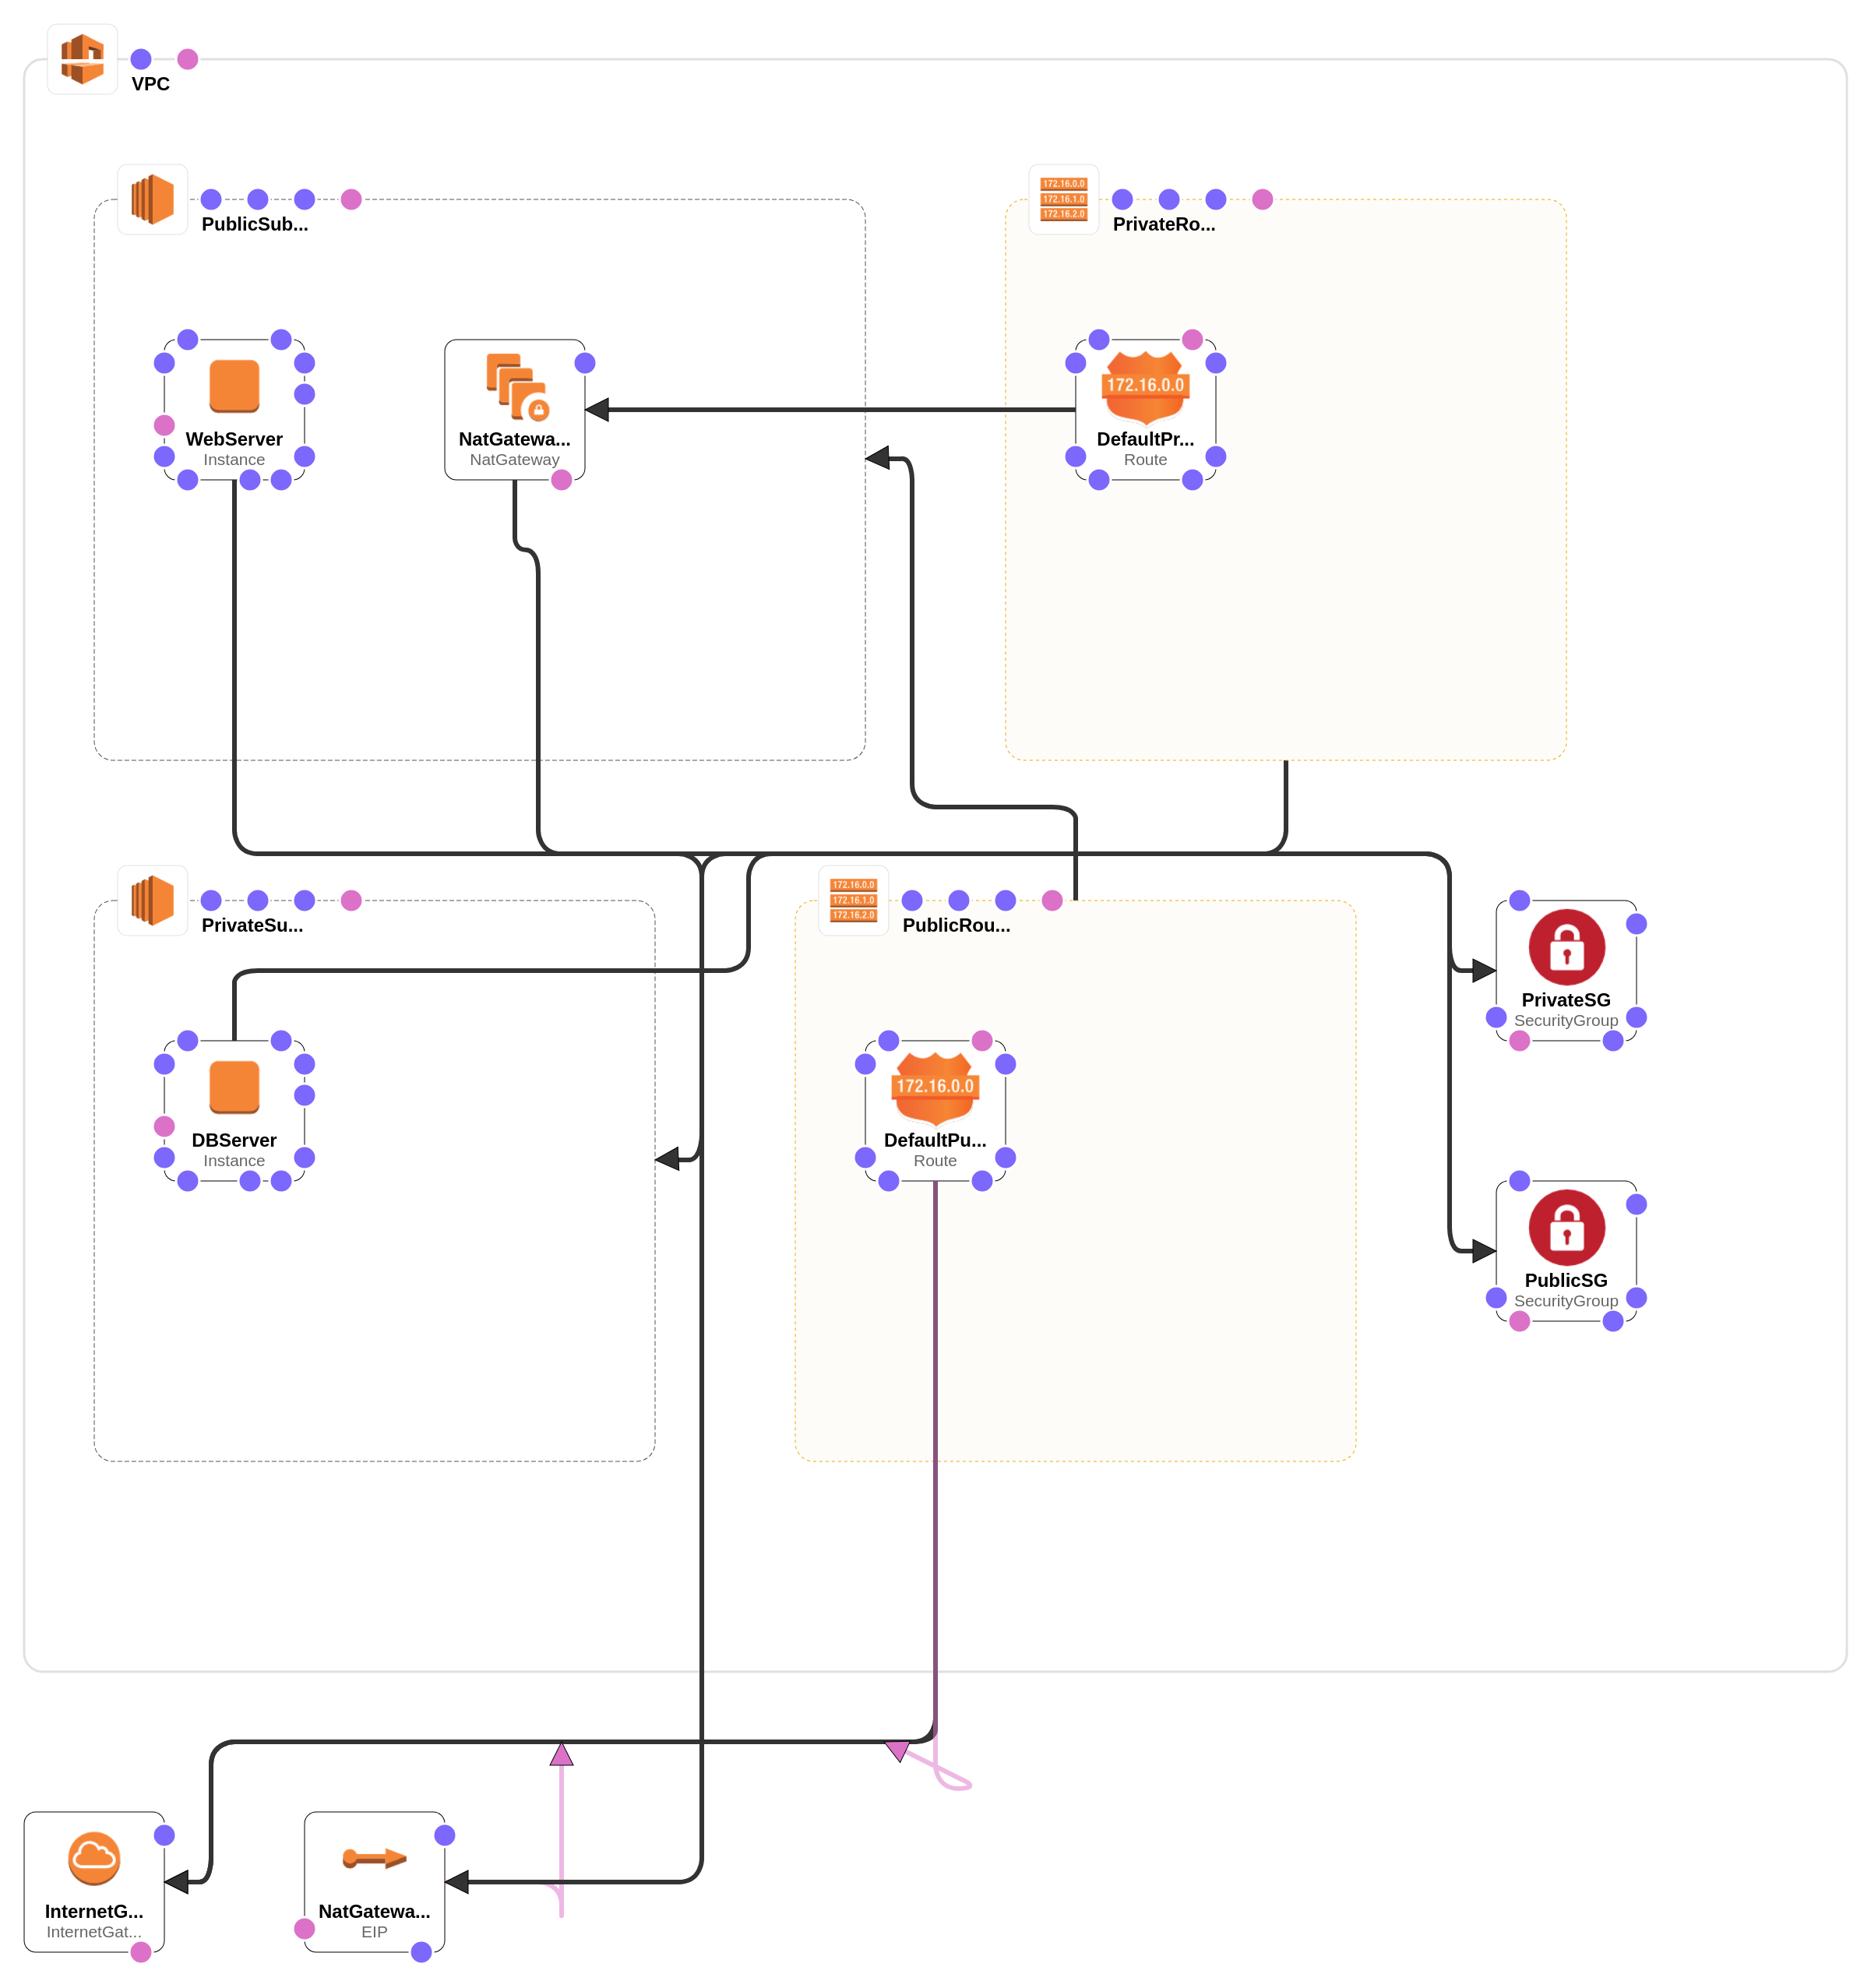 VPC
PublicSub...
172.16.0.0
172.16.1.0
172.16.2.0
PrivateRo...
WebServer
Instance
NatGatewa...
NatGateway
172.16.0.0
DefaultPr...
Route
PrivateSu...
172.16.0.0
172.16.1.0
172.16.2.0
PublicRou...
PrivateSG
SecurityGroup
DBServer
Instance
172.16.0.0
DefaultPu...
Route
PublicSG
SecurityGroup
InternetG...
InternetGat...
NatGatewa...
EIP